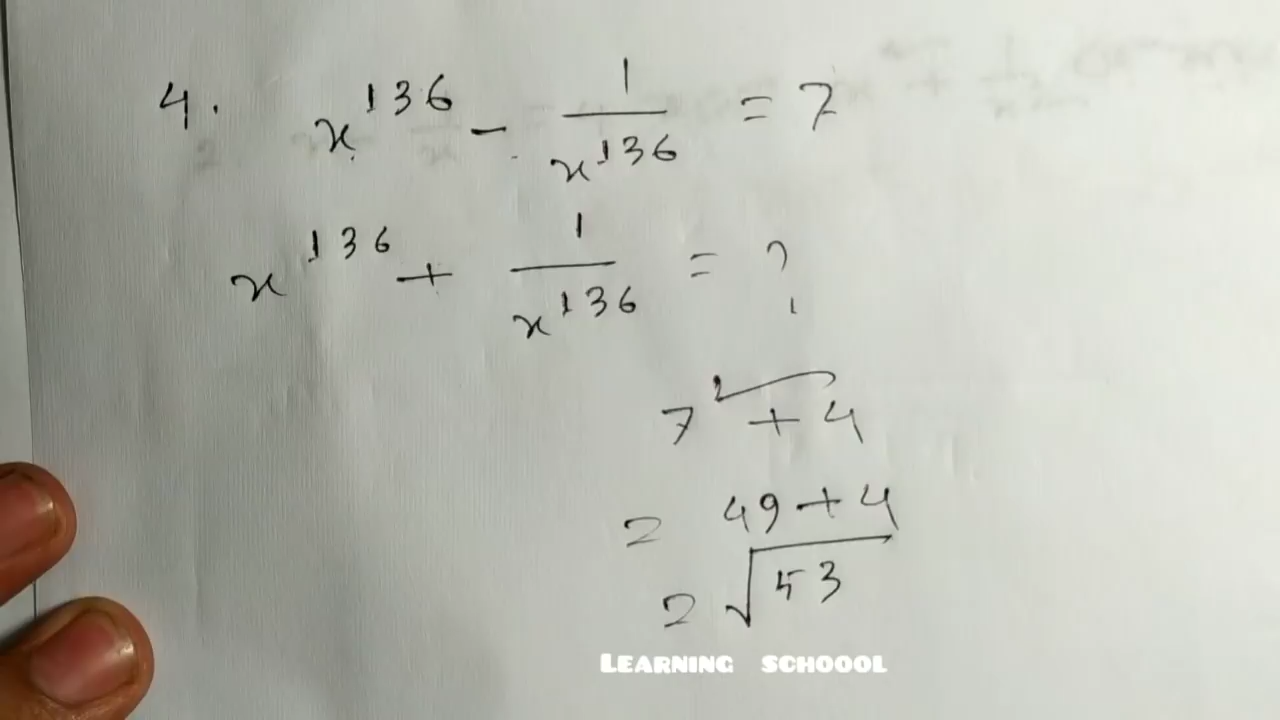 4. x^136 - 1/x^136 = 7
x^136 + 1/x^136 = ?
7² + 4
= 49 + 4
= √53
LEARNING SCHOOOL